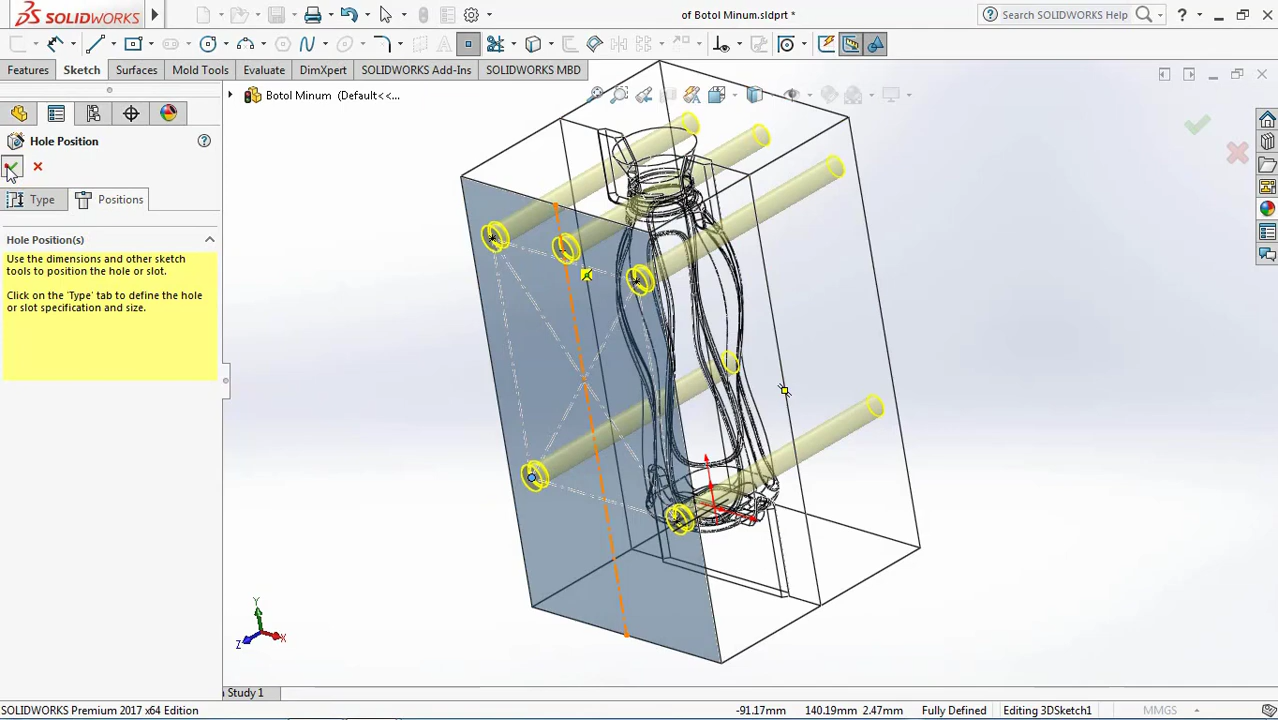 SOLIDWORKS
of Botol Minum.sldprt *
Search SOLIDWORKS Help
?
Features
Sketch
Surfaces
Mold Tools
Evaluate
DimXpert
SOLIDWORKS Add-Ins
SOLIDWORKS MBD
Botol Minum (Default<<...
Hole Position
?
Type
Positions
Hole Position(s)
Use the dimensions and other sketch
tools to position the hole or slot.
Click on the 'Type' tab to define the hole
or slot specification and size.
Y
Z
X
Study 1
SOLIDWORKS Premium 2017 x64 Edition
-91.17mm
140.19mm 2.47mm
Fully Defined
Editing 3DSketch1
MMGS